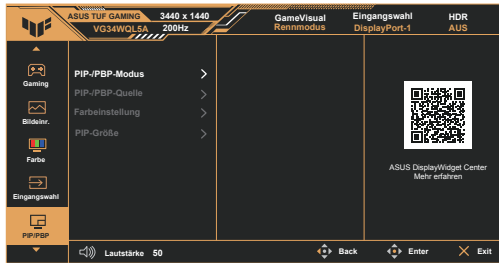 ASUS TUF GAMING 3440 x 1440 GameVisual Eingangswahl HDR
VG34WQL5A 200Hz Rennmodus DisplayPort-1 AUS
Gaming
Bildeinr.
Farbe
Eingangswahl
PIP/PBP
PIP-/PBP-Modus
PIP-/PBP-Quelle
Farbeinstellung
PIP-Größe
ASUS DisplayWidget Center
Mehr erfahren
Lautstärke 50 Back Enter Exit